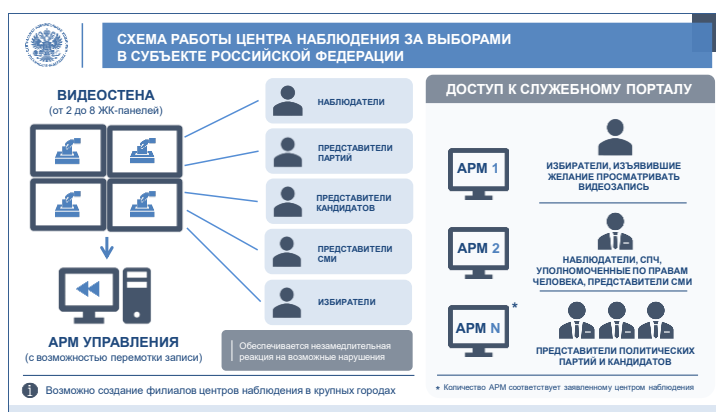 СХЕМА РАБОТЫ ЦЕНТРА НАБЛЮДЕНИЯ ЗА ВЫБОРАМИ
В СУБЪЕКТЕ РОССИЙСКОЙ ФЕДЕРАЦИИ
ВИДЕОСТЕНА
(от 2 до 8 ЖК-панелей)
НАБЛЮДАТЕЛИ
ПРЕДСТАВИТЕЛИ
ПАРТИЙ
ПРЕДСТАВИТЕЛИ
КАНДИДАТОВ
ПРЕДСТАВИТЕЛИ
СМИ
ИЗБИРАТЕЛИ
АРМ УПРАВЛЕНИЯ
(с возможностью перемотки записи)
Обеспечивается незамедлительная
реакция на возможные нарушения
Возможно создание филиалов центров наблюдения в крупных городах
ДОСТУП К СЛУЖЕБНОМУ ПОРТАЛУ
АРМ 1
ИЗБИРАТЕЛИ, ИЗЪЯВИВШИЕ
ЖЕЛАНИЕ ПРОСМАТРИВАТЬ
ВИДЕОЗАПИСЬ
АРМ 2
НАБЛЮДАТЕЛИ, СПЧ,
УПОЛНОМОЧЕННЫЕ ПО ПРАВАМ
ЧЕЛОВЕКА, ПРЕДСТАВИТЕЛИ СМИ
АРМ N *
ПРЕДСТАВИТЕЛИ ПОЛИТИЧЕСКИХ
ПАРТИЙ И КАНДИДАТОВ
* Количество АРМ соответствует заявленному центром наблюдения